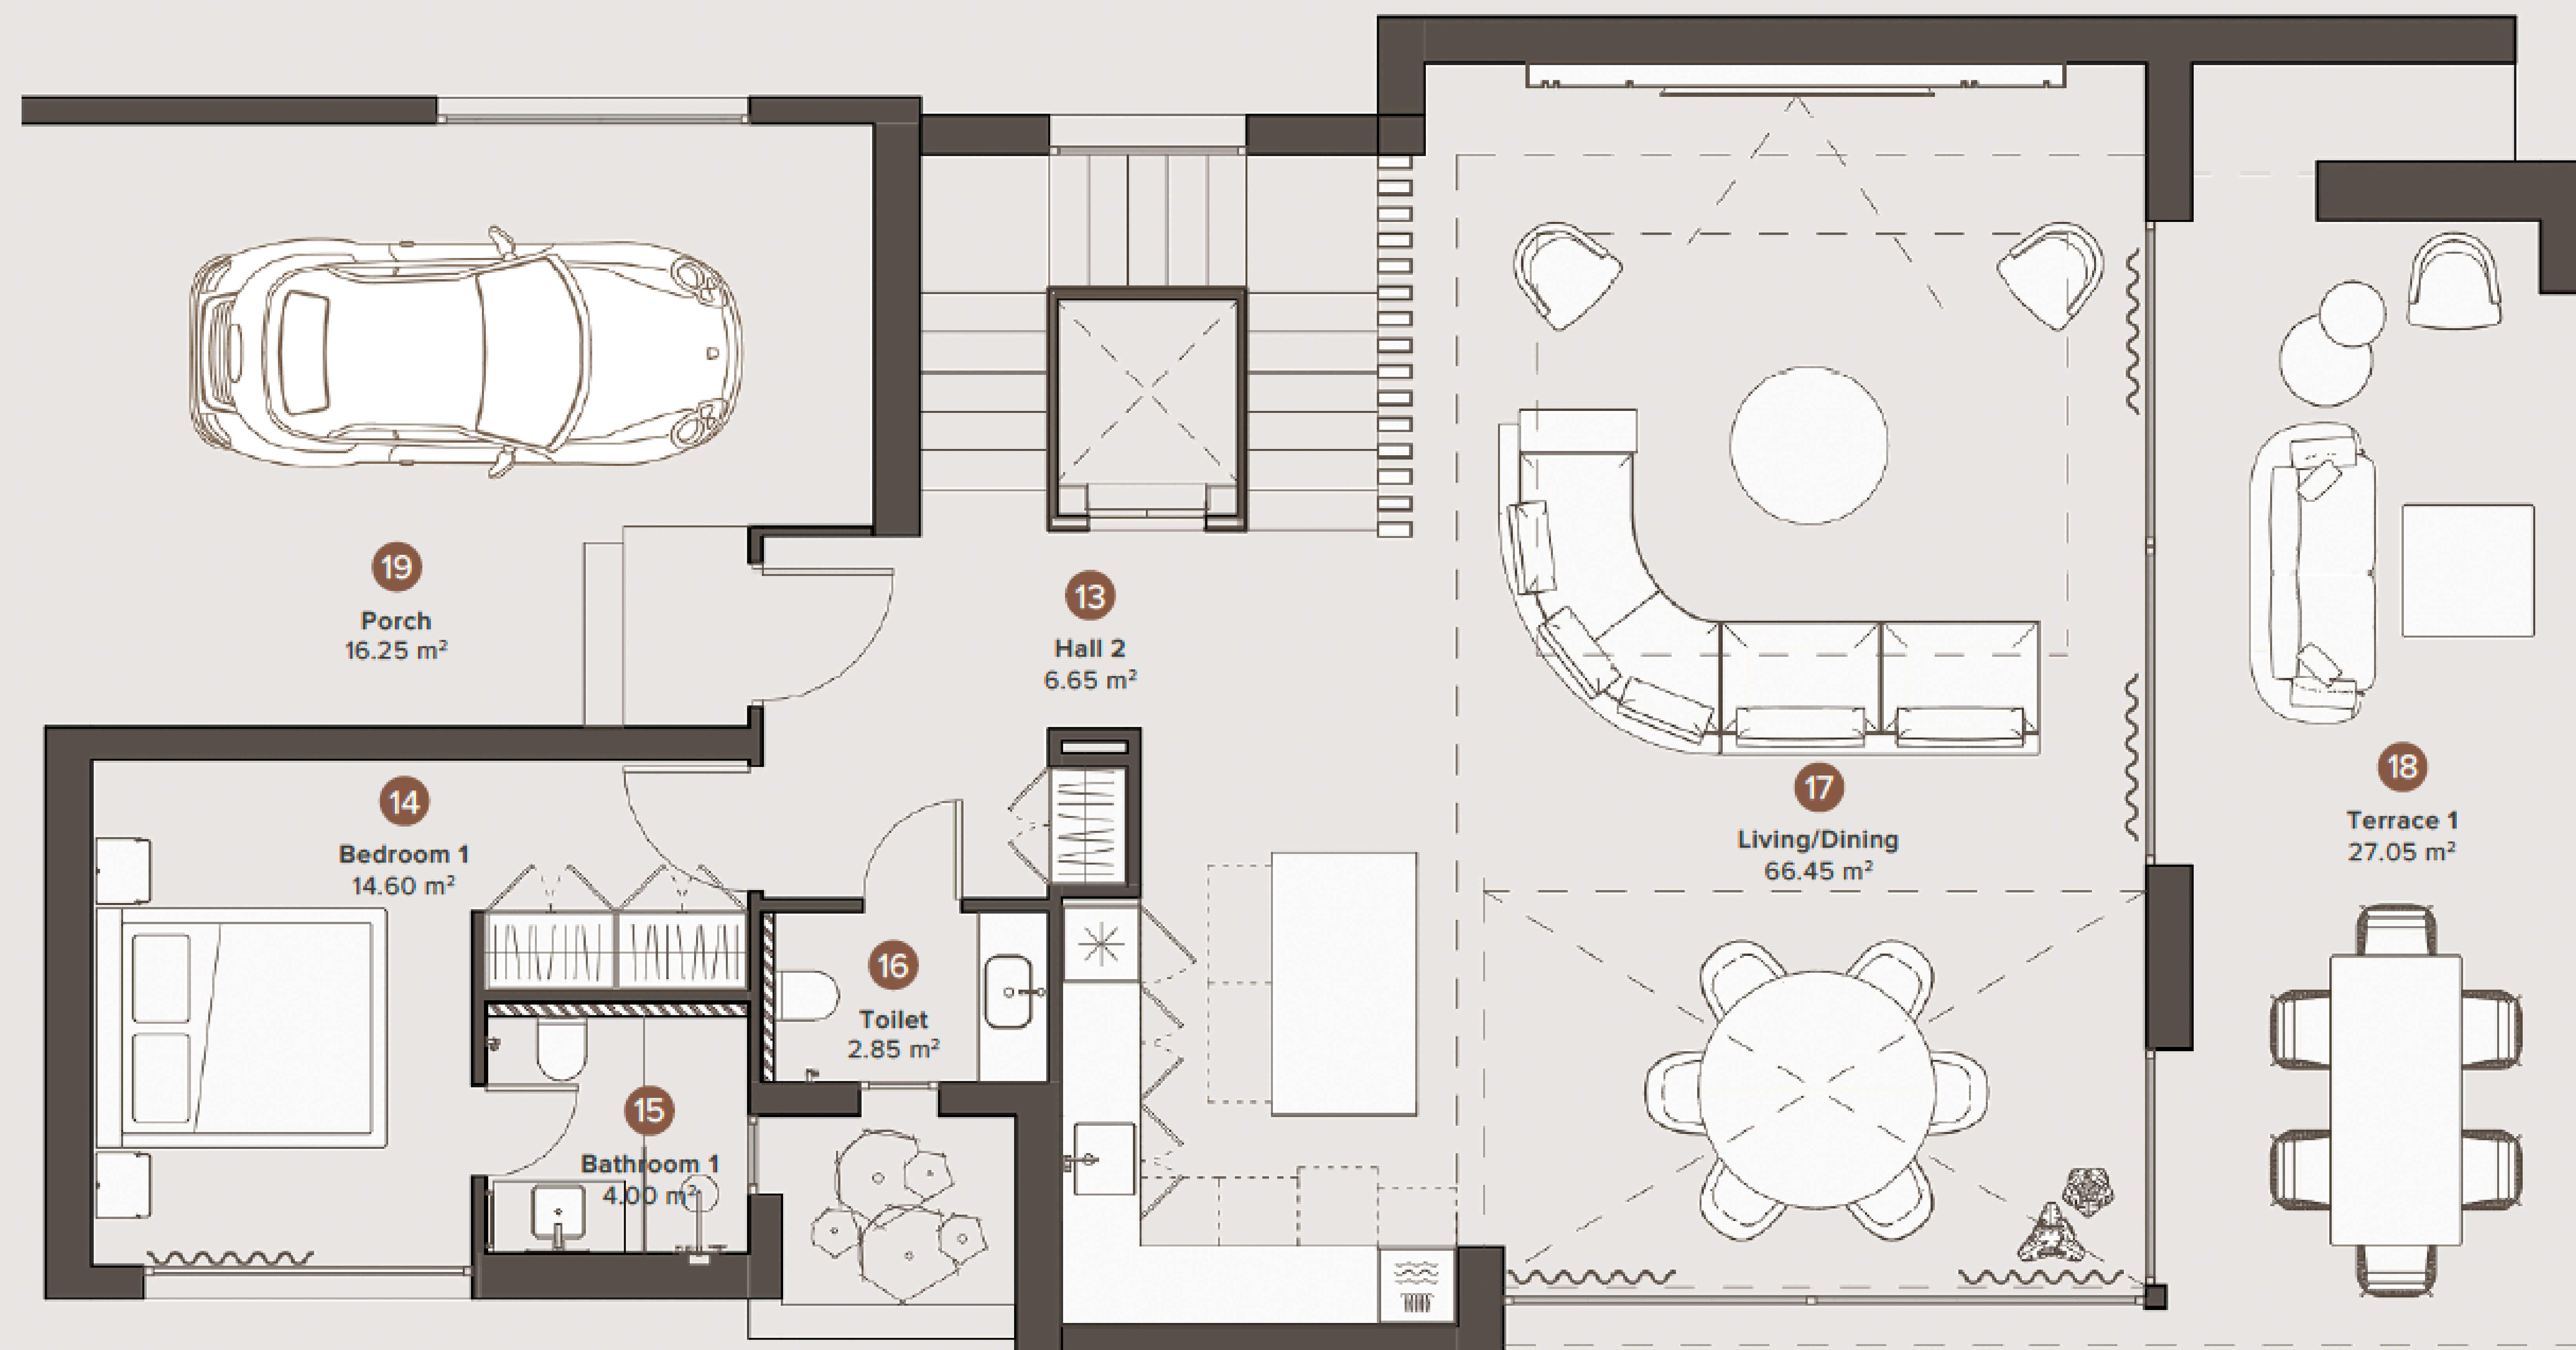 19
Porch
16.25 m²
13
Hall 2
6.65 m²
14
Bedroom 1
14.60 m²
15
Bathroom 1
4.00 m²
16
Toilet
2.85 m²
17
Living/Dining
66.45 m²
18
Terrace 1
27.05 m²